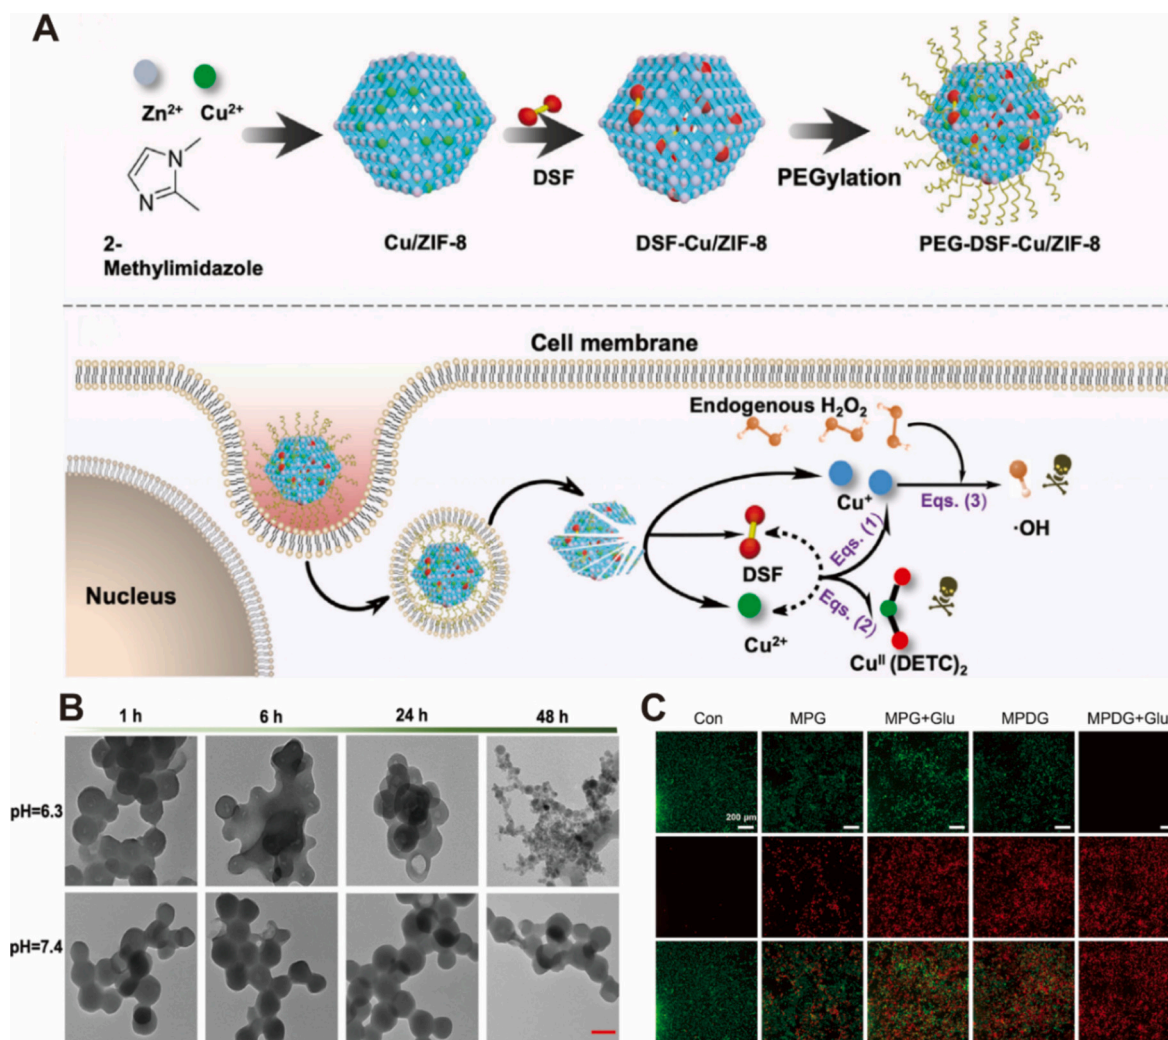 A
Zn2+ Cu2+
N
N
2-
Methylimidazole
DSF
PEGylation
Cu/ZIF-8
DSF-Cu/ZIF-8
PEG-DSF-Cu/ZIF-8
Cell membrane
Endogenous H2O2
Cu+
Eqs. (3)
·OH
Eqs. (1)
DSF
Nucleus
Eqs. (2)
Cu2+
CuII (DETC)2
B
1 h 6 h 24 h 48 h
pH=6.3
pH=7.4
C
Con MPG MPG+Glu MPDG MPDG+Glu
200 μm